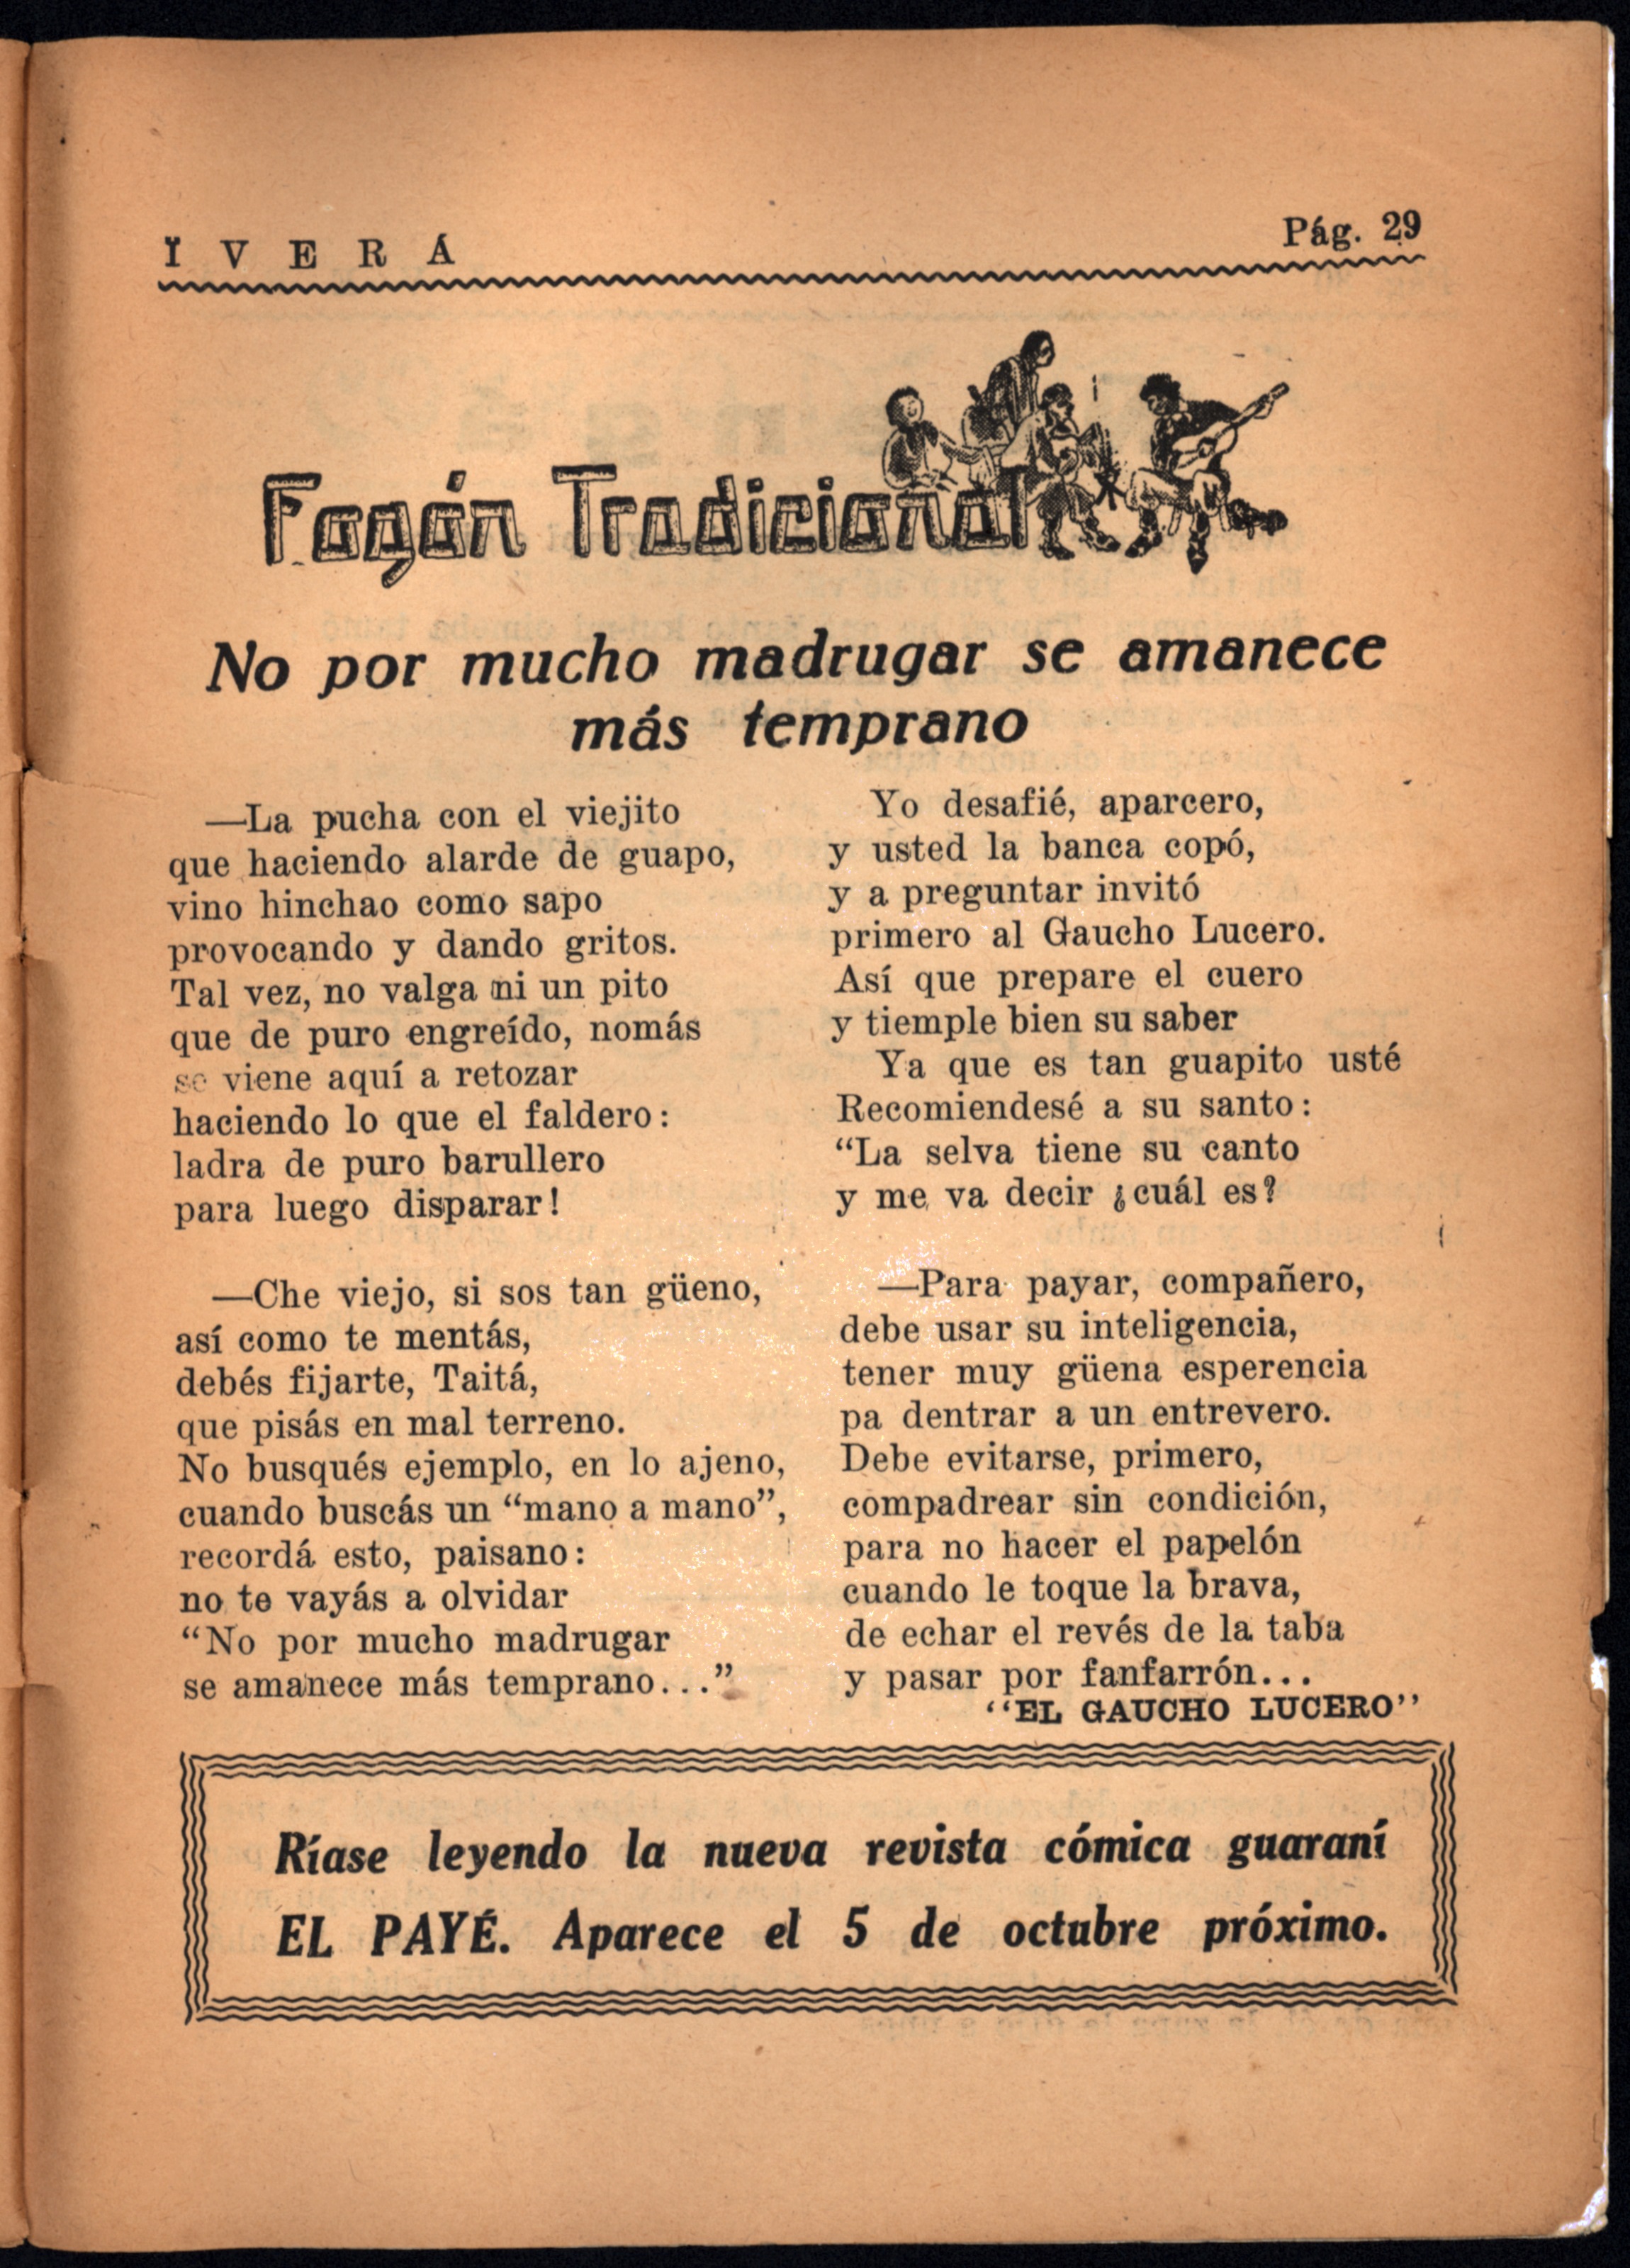 Ï V E R Á
Pág. 29
Fogón Tradicional
No por mucho madrugar se amanece
más temprano
—La pucha con el viejito
que haciendo alarde de guapo,
vino hinchao como sapo
provocando y dando gritos.
Tal vez, no valga ni un pito
que de puro engreído, nomás
se viene aquí a retozar
haciendo lo que el faldero:
ladra de puro barullero
para luego disparar!
—Che viejo, si sos tan güeno,
así como te mentás,
debés fijarte, Taitá,
que pisás en mal terreno.
No busqués ejemplo, en lo ajeno,
cuando buscás un “mano a mano”,
recordá esto, paisano:
no te vayás a olvidar
“No por mucho madrugar
se amanece más temprano...”
Yo desafié, aparcero,
y usted la banca copó,
y a preguntar invitó
primero al Gaucho Lucero.
Así que prepare el cuero
y tiemple bien su saber
Ya que es tan guapito usté
Recomiendesé a su santo:
“La selva tiene su canto
y me va decir ¿cuál es?
—Para payar, compañero,
debe usar su inteligencia,
tener muy güena esperencia
pa dentrar a un entrevero.
Debe evitarse, primero,
compadrear sin condición,
para no hacer el papelón
cuando le toque la brava,
de echar el revés de la taba
y pasar por fanfarrón...
“EL GAUCHO LUCERO”
Ríase leyendo la nueva revista cómica guaraní
EL PAYÉ. Aparece el 5 de octubre próximo.